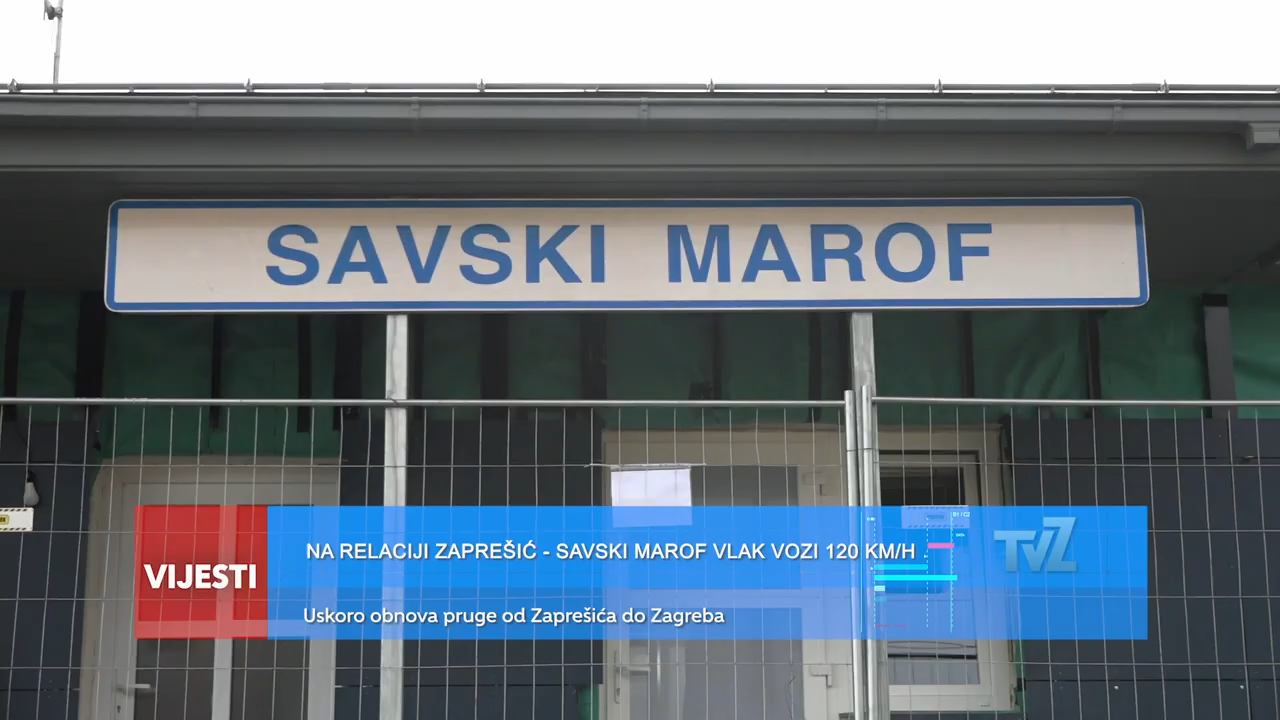 SAVSKI MAROF
VIJESTI
NA RELACIJI ZAPREŠIĆ - SAVSKI MAROF VLAK VOZI 120 KM/H
TVZ
Uskoro obnova pruge od Zaprešića do Zagreba